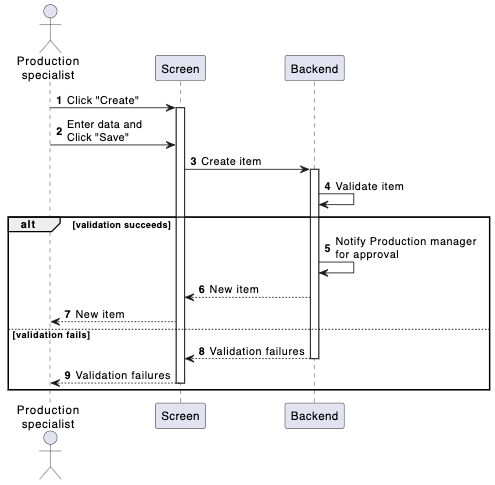 Production
specialist
Screen
Backend
1 Click "Create"
2 Enter data and
Click "Save"
3 Create item
4 Validate item
alt [validation succeeds]
5 Notify Production manager
for approval
6 New item
7 New item
[validation fails]
8 Validation failures
9 Validation failures
Production
specialist
Screen
Backend